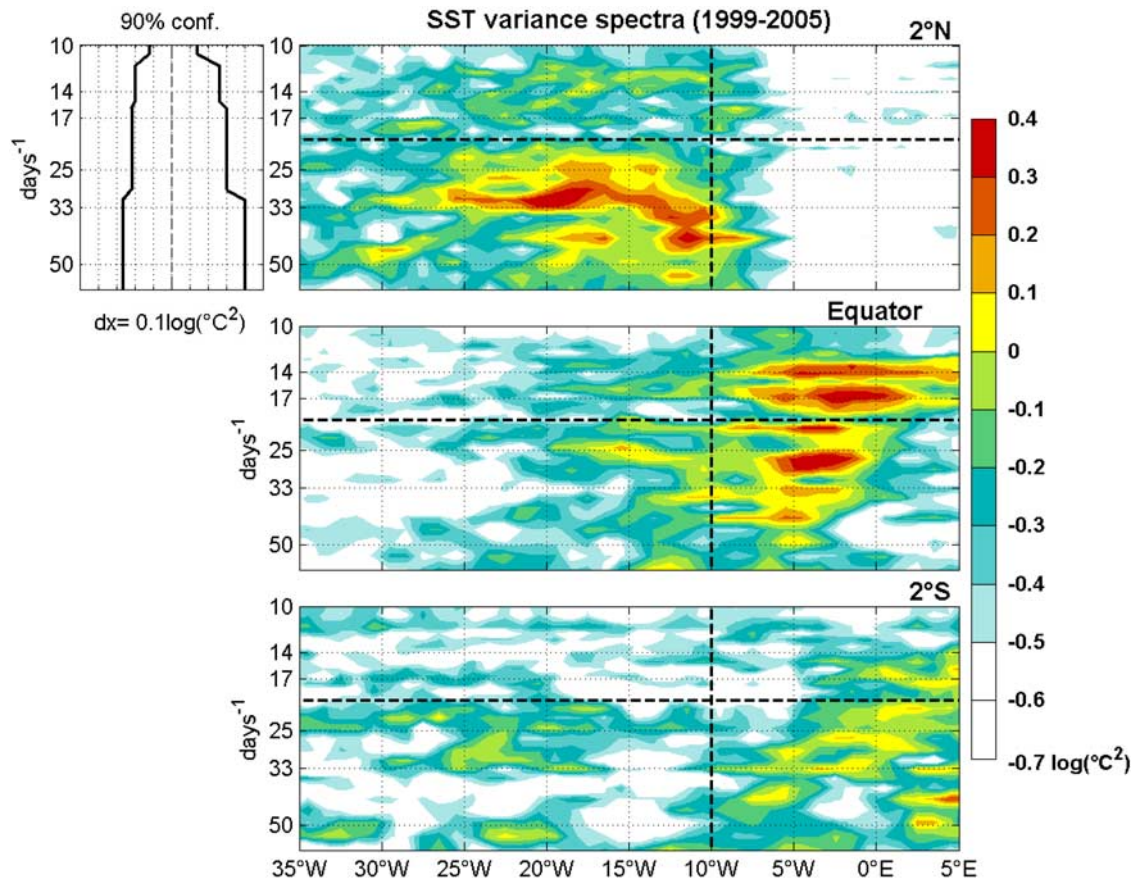 90% conf.
SST variance spectra (1999-2005)
2°N
10
14
17
25
33
50
days⁻¹
dx= 0.1log(°C²)
10
14
17
25
33
50
days⁻¹
0.4
0.3
0.2
0.1
0
-0.1
-0.2
-0.3
-0.4
-0.5
-0.6
-0.7 log(°C²)
Equator
10
14
17
25
33
50
days⁻¹
2°S
10
14
17
25
33
50
days⁻¹
35°W 30°W 25°W 20°W 15°W 10°W 5°W 0°E 5°E